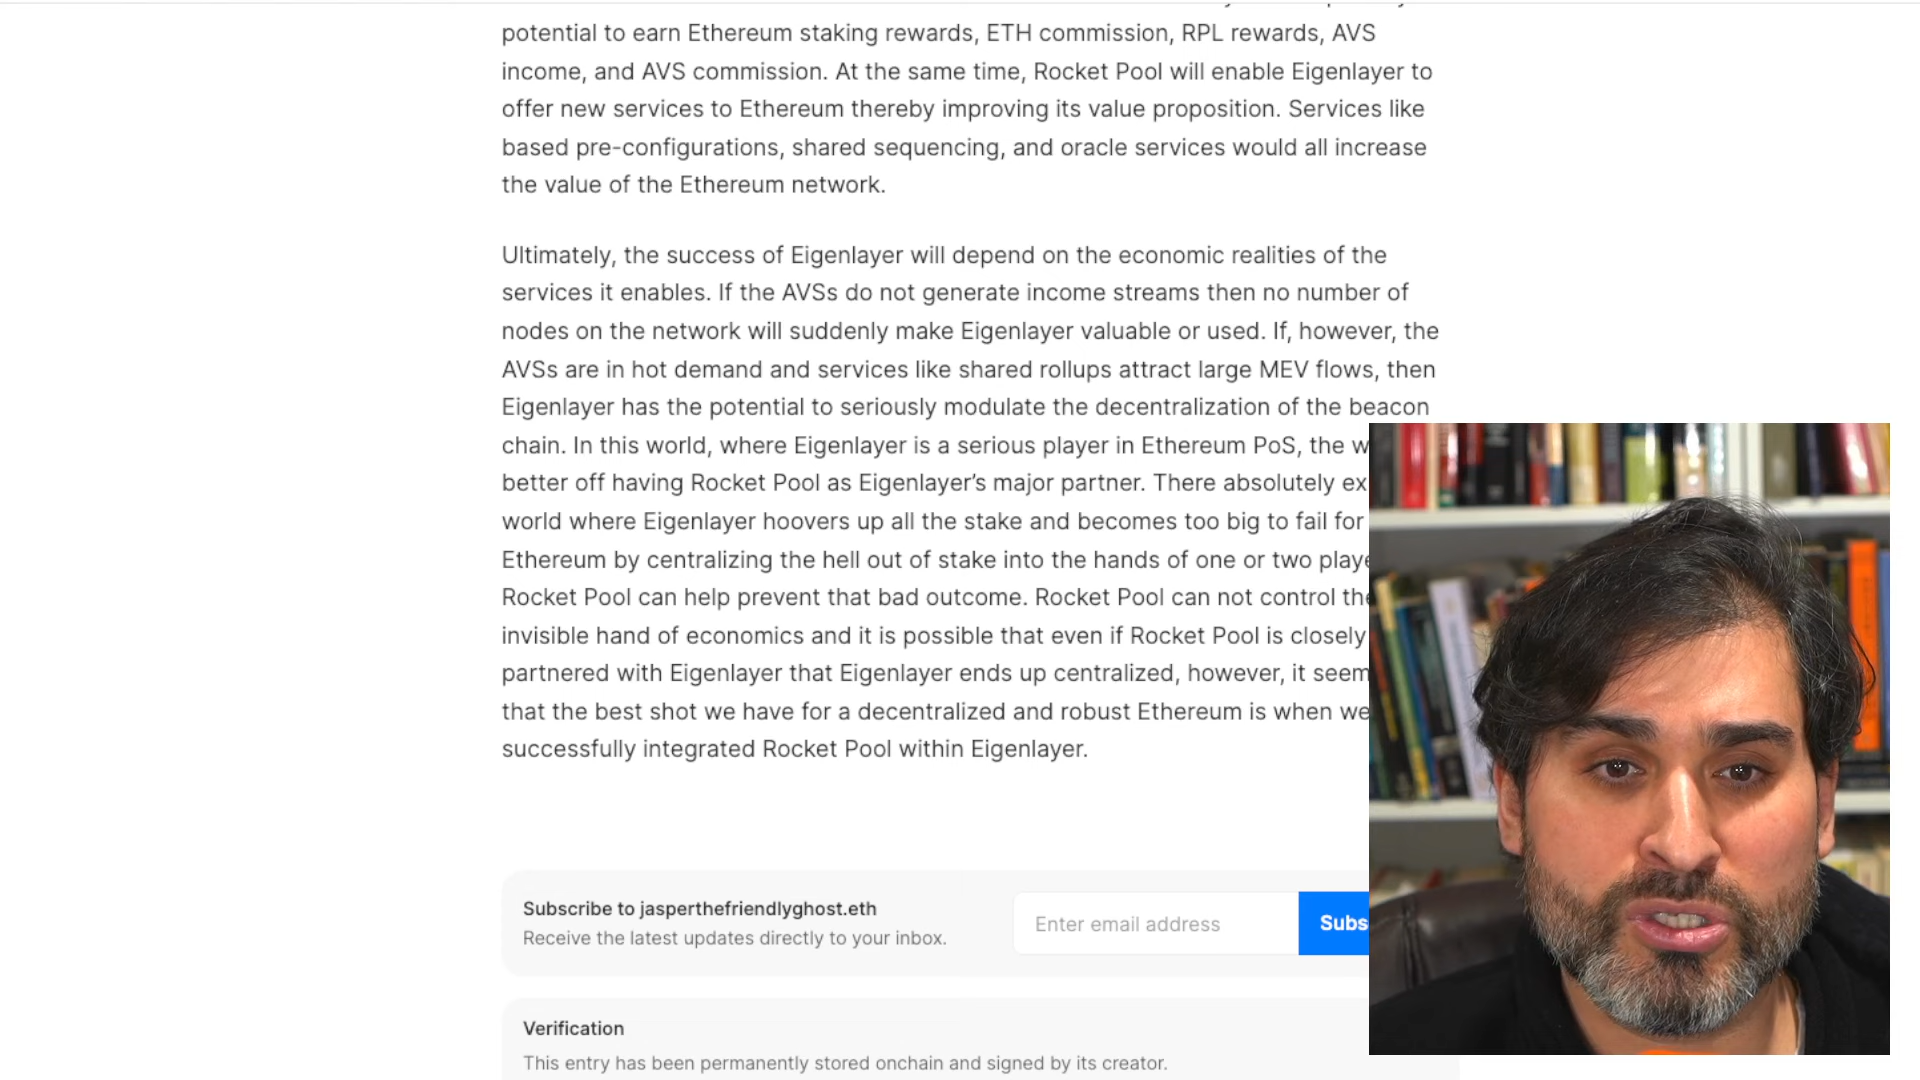 potential to earn Ethereum staking rewards, ETH commission, RPL rewards, AVS
income, and AVS commission. At the same time, Rocket Pool will enable Eigenlayer to
offer new services to Ethereum thereby improving its value proposition. Services like
based pre-configurations, shared sequencing, and oracle services would all increase
the value of the Ethereum network.
Ultimately, the success of Eigenlayer will depend on the economic realities of the
services it enables. If the AVSs do not generate income streams then no number of
nodes on the network will suddenly make Eigenlayer valuable or used. If, however, the
AVSs are in hot demand and services like shared rollups attract large MEV flows, then
Eigenlayer has the potential to seriously modulate the decentralization of the beacon
chain. In this world, where Eigenlayer is a serious player in Ethereum PoS, the w
better off having Rocket Pool as Eigenlayer’s major partner. There absolutely ex
world where Eigenlayer hoovers up all the stake and becomes too big to fail for
Ethereum by centralizing the hell out of stake into the hands of one or two playe
Rocket Pool can help prevent that bad outcome. Rocket Pool can not control the
invisible hand of economics and it is possible that even if Rocket Pool is closely
partnered with Eigenlayer that Eigenlayer ends up centralized, however, it seem
that the best shot we have for a decentralized and robust Ethereum is when we
successfully integrated Rocket Pool within Eigenlayer.
Subscribe to jasperthefriendlyghost.eth
Receive the latest updates directly to your inbox.
Enter email address
Subs
Verification
This entry has been permanently stored onchain and signed by its creator.